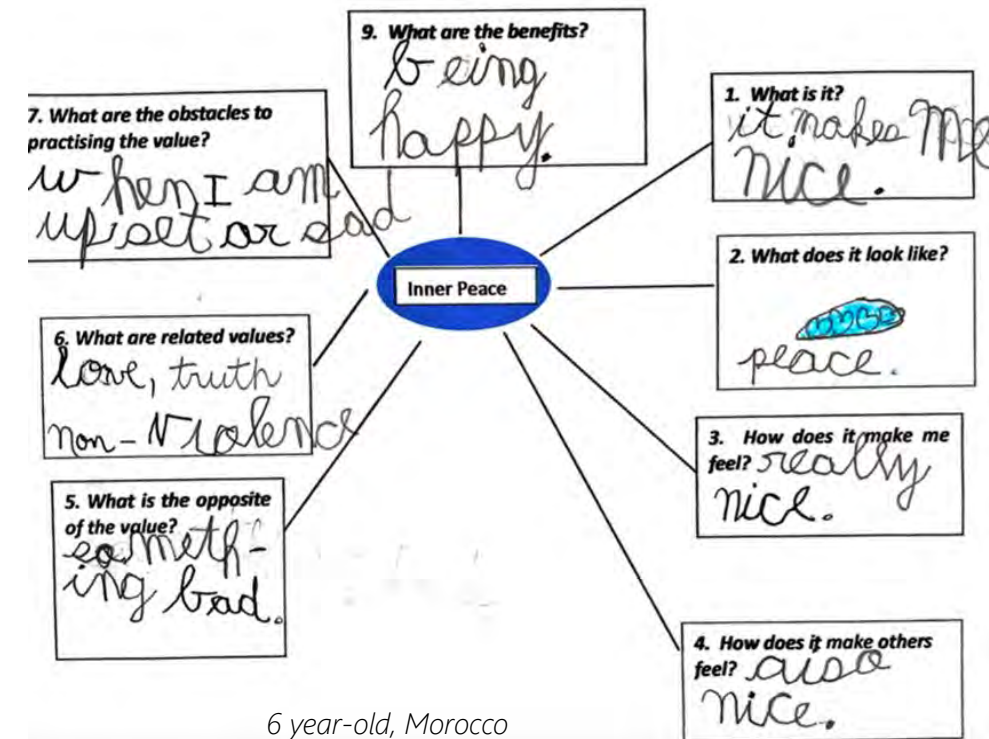 9. What are the benefits?
being
happy.
1. What is it?
it makes me
nice.
2. What does it look like?
peace.
3. How does it make me
feel? really
nice.
4. How does it make others
feel? also
nice.
5. What is the opposite
of the value?
someth-
ing bad.
6. What are related values?
Love, truth
non-Violence
7. What are the obstacles to
practising the value?
when I am
upset or sad
Inner Peace
6 year-old, Morocco